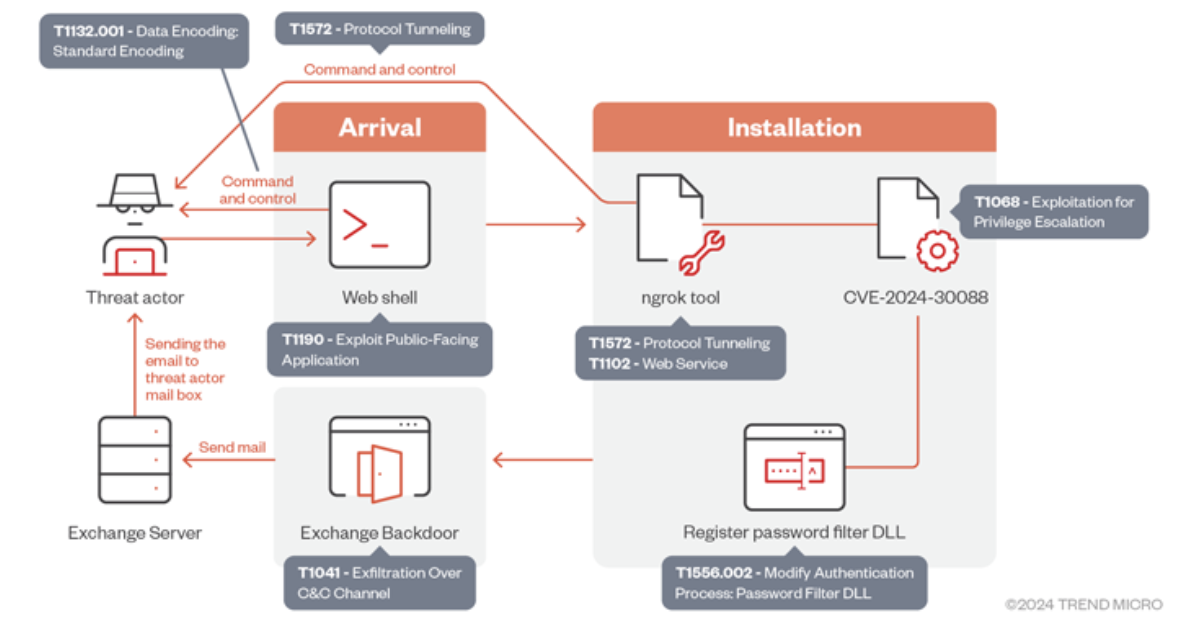 T1132.001 - Data Encoding:
Standard Encoding
T1572 - Protocol Tunneling
Command and control
Arrival
Installation
Command
and control
>_
T1068 - Exploitation for
Privilege Escalation
Threat actor
Web shell
ngrok tool
CVE-2024-30088
T1190 - Exploit Public-Facing
Application
T1572 - Protocol Tunneling
T1102 - Web Service
Sending the
email to
threat actor
mail box
Send mail
Exchange Server
Exchange Backdoor
Register password filter DLL
T1041 - Exfiltration Over
C&C Channel
T1556.002 - Modify Authentication
Process: Password Filter DLL
©2024 TREND MICRO